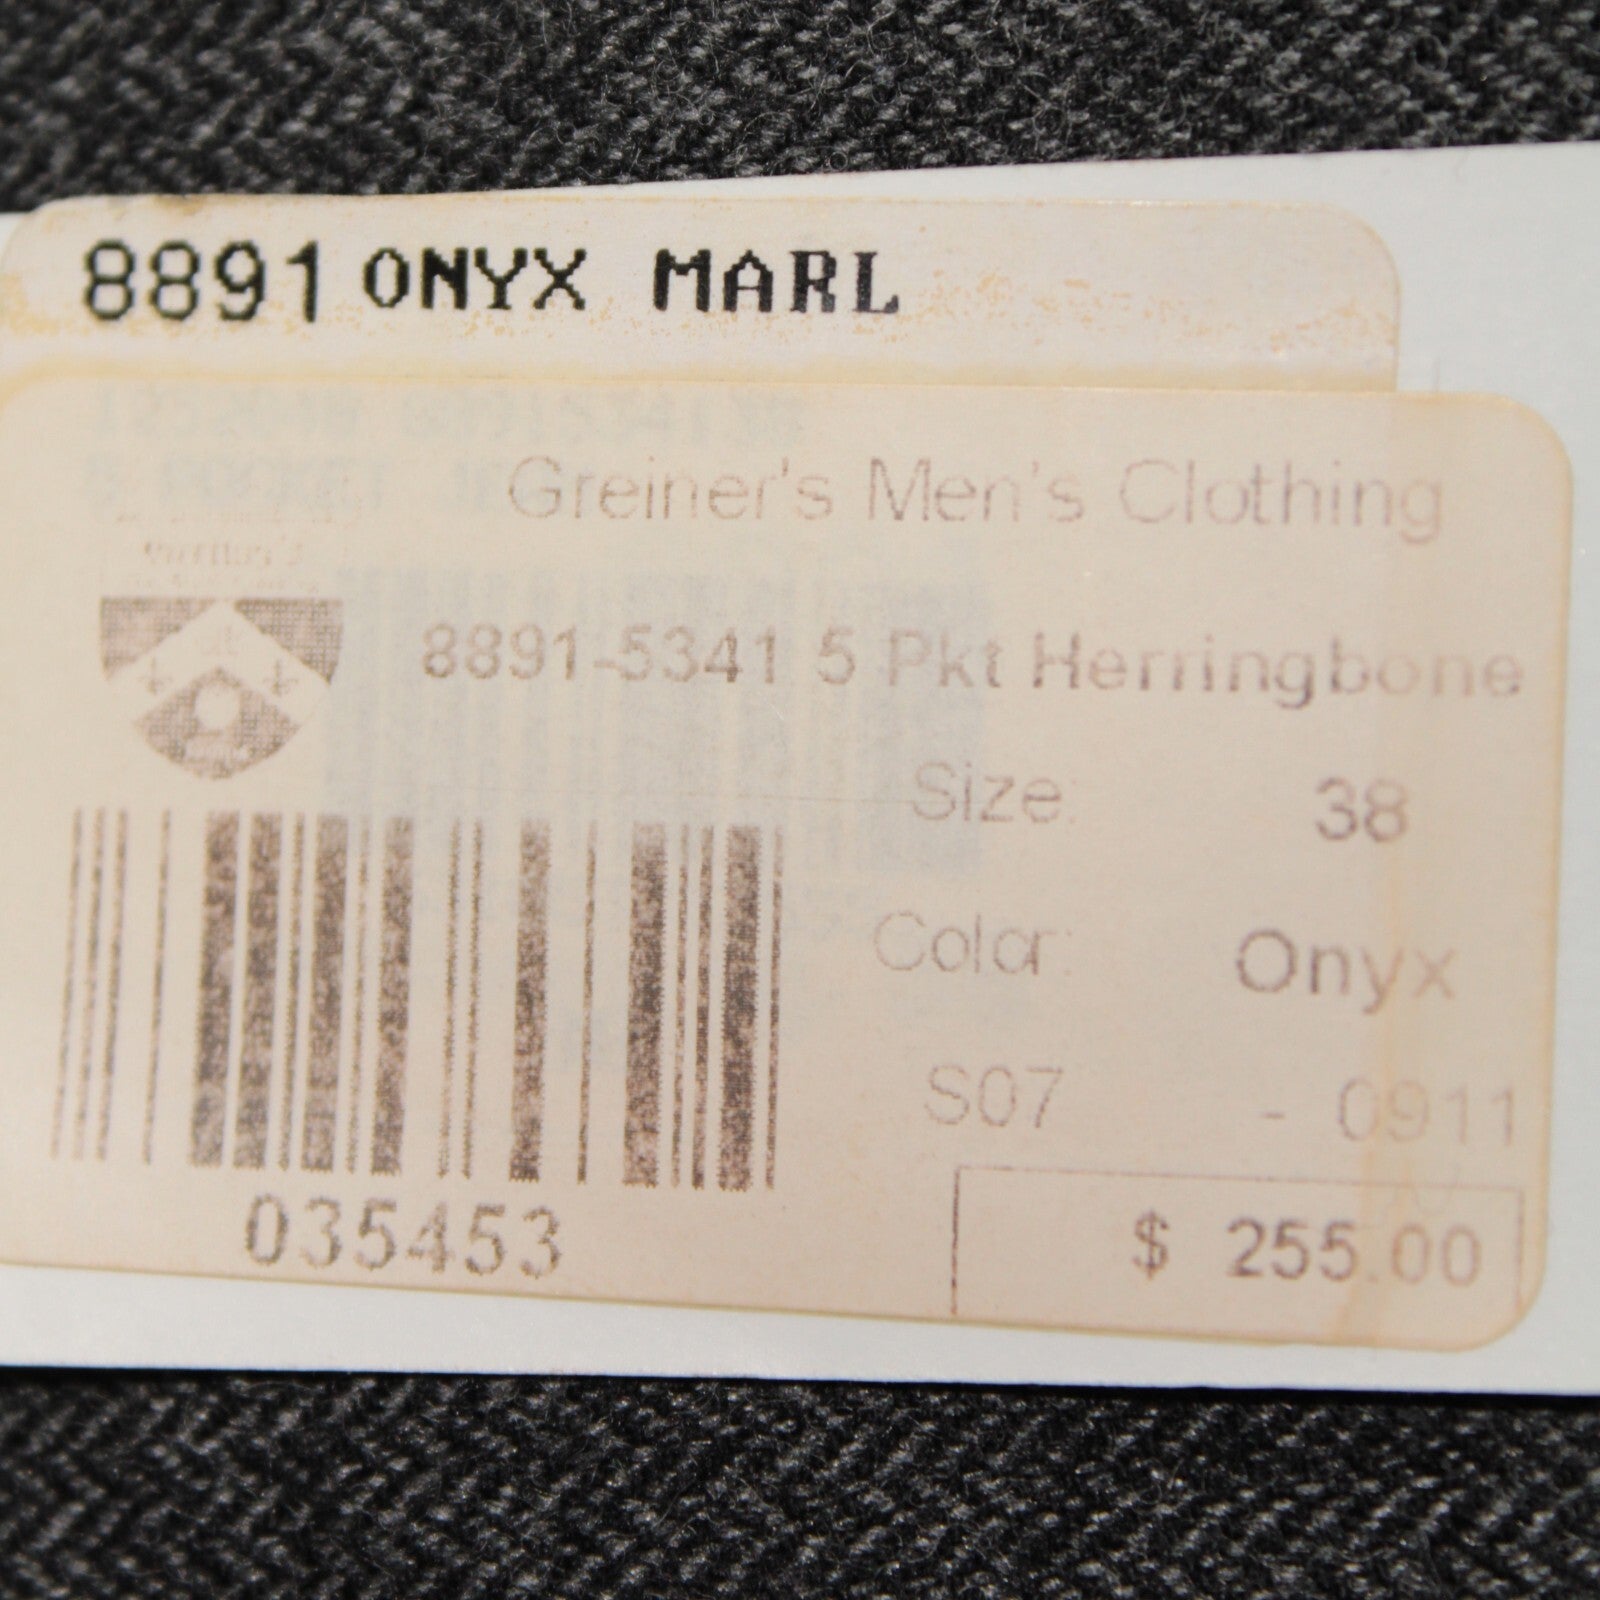 8891 ONYX MARL
Greiner's Men's Clothing
8891-5341 5 Pkt Herringbone
Size: 38
Color: Onyx
S07 - 0911
035453
$ 255.00